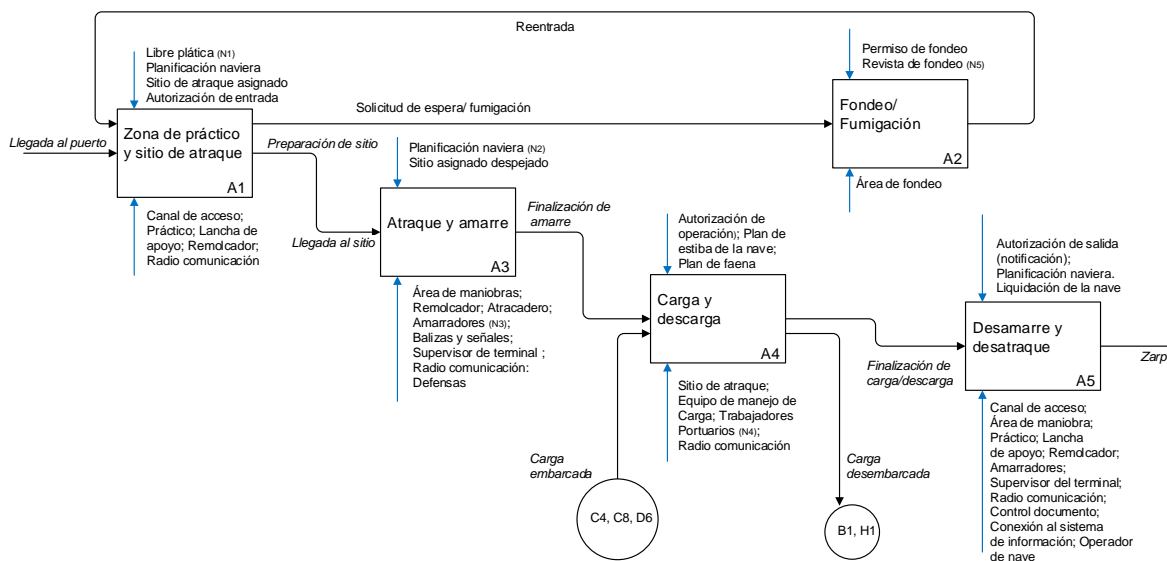 Reentrada
Libre plática (N1)
Planificación naviera
Sitio de atraque asignado
Autorización de entrada
Permiso de fondeo
Revista de fondeo (N5)
Solicitud de espera/ fumigación
Llegada al puerto
Zona de práctico
y sitio de atraque
A1
Fondeo/
Fumigación
A2
Preparación de sitio
Planificación naviera (N2)
Sitio asignado despejado
Área de fondeo
Canal de acceso;
Práctico; Lancha de
apoyo; Remolcador;
Radio comunicación
Llegada al sitio
Atraque y amarre
A3
Finalización de
amarre
Autorización de
operación); Plan de
estiba de la nave;
Plan de faena
Autorización de salida
(notificación);
Planificación naviera.
Liquidación de la nave
Área de maniobras;
Remolcador; Atracadero;
Amarradores (N3);
Balizas y señales;
Supervisor de terminal ;
Radio comunicación:
Defensas
Carga y
descarga
A4
Desamarre y
desatraque
A5
Zarp
Finalización de
carga/descarga
Sitio de atraque;
Equipo de manejo de
Carga; Trabajadores
Portuarios (N4);
Radio comunicación
Canal de acceso;
Área de maniobra;
Práctico; Lancha
de apoyo; Remolcador;
Amarradores;
Supervisor del terminal;
Radio comunicación;
Control documento;
Conexión al sistema
de información; Operador
de nave
Carga
embarcada
Carga
desembarcada
C4, C8, D6
B1, H1